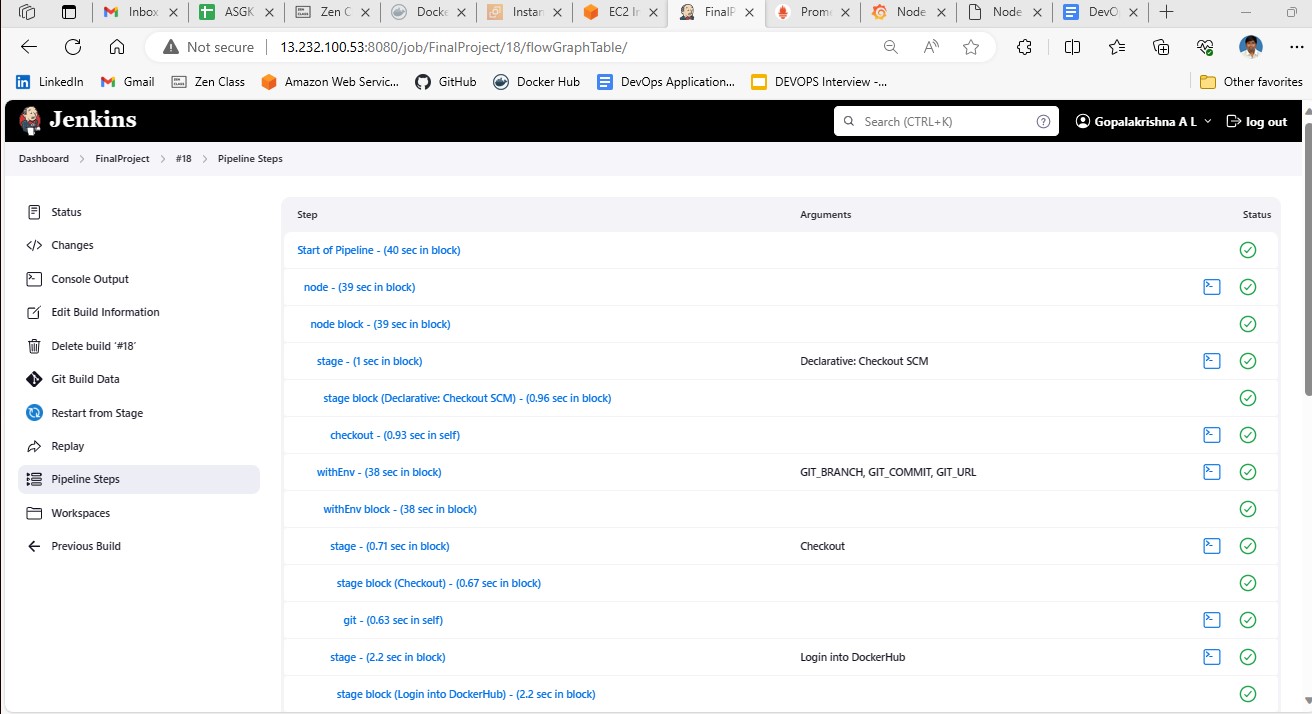 Inbox ASGK Zen C Docke Instan EC2 In FinalP Prom Node Node DevO
Not secure 13.232.100.53:8080/job/FinalProject/18/flowGraphTable/
LinkedIn Gmail Zen Class Amazon Web Servic... GitHub Docker Hub DevOps Application... DEVOPS Interview -... Other favorites
Jenkins Search (CTRL+K) Gopalakrishna A L log out
Dashboard FinalProject #18 Pipeline Steps
Status
Changes
Console Output
Edit Build Information
Delete build '#18'
Git Build Data
Restart from Stage
Replay
Pipeline Steps
Workspaces
Previous Build
Step Arguments Status
Start of Pipeline - (40 sec in block)
node - (39 sec in block)
node block - (39 sec in block)
stage - (1 sec in block) Declarative: Checkout SCM
stage block (Declarative: Checkout SCM) - (0.96 sec in block)
checkout - (0.93 sec in self)
withEnv - (38 sec in block) GIT_BRANCH, GIT_COMMIT, GIT_URL
withEnv block - (38 sec in block)
stage - (0.71 sec in block) Checkout
stage block (Checkout) - (0.67 sec in block)
git - (0.63 sec in self)
stage - (2.2 sec in block) Login into DockerHub
stage block (Login into DockerHub) - (2.2 sec in block)